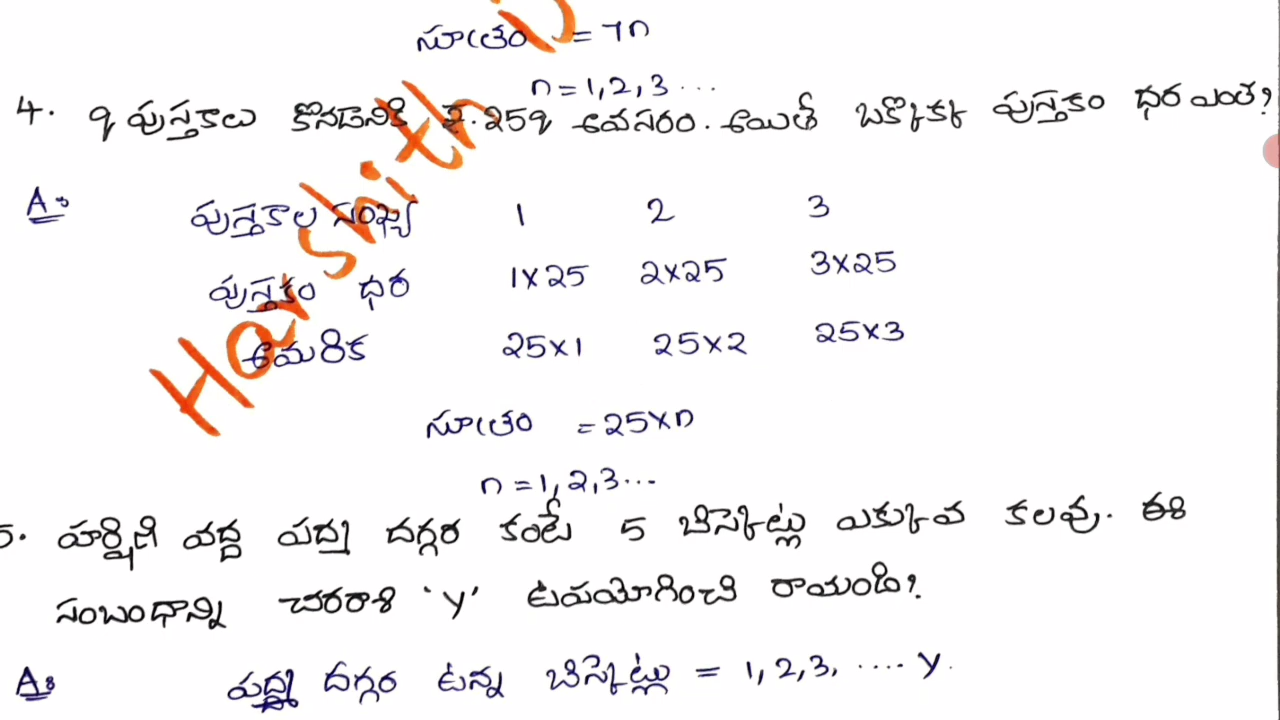 సూత్రం = 7n
n = 1, 2, 3 ...
4. q పుస్తకాలు కొనడానికి రూ.25q అవసరం. అయితే ఒక్కొక్క పుస్తకం ధర ఎంత?
A:
పుస్తకాల సంఖ్య 1 2 3
పుస్తకం ధర 1×25 2×25 3×25
అమరిక 25×1 25×2 25×3
సూత్రం = 25×n
n = 1, 2, 3 ...
5. హర్షిణి వద్ద పద్మ దగ్గర కంటే 5 బిస్కెట్లు ఎక్కువ కలవు. ఈ
సంబంధాన్ని చరరాశి 'y' ఉపయోగించి రాయండి?
A: పద్మ దగ్గర ఉన్న బిస్కెట్లు = 1, 2, 3, .... y.